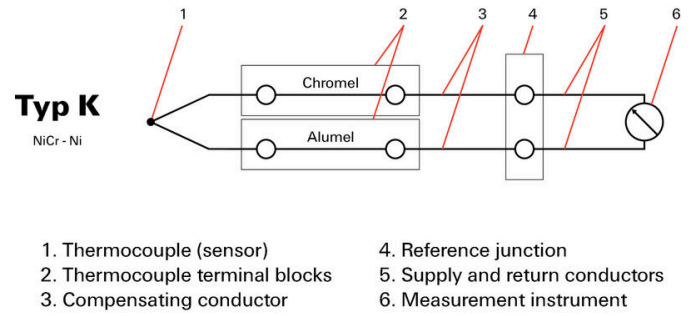 1 2 3 4 5 6
Chromel
Typ K
NiCr - Ni
Alumel
1. Thermocouple (sensor)
2. Thermocouple terminal blocks
3. Compensating conductor
4. Reference junction
5. Supply and return conductors
6. Measurement instrument